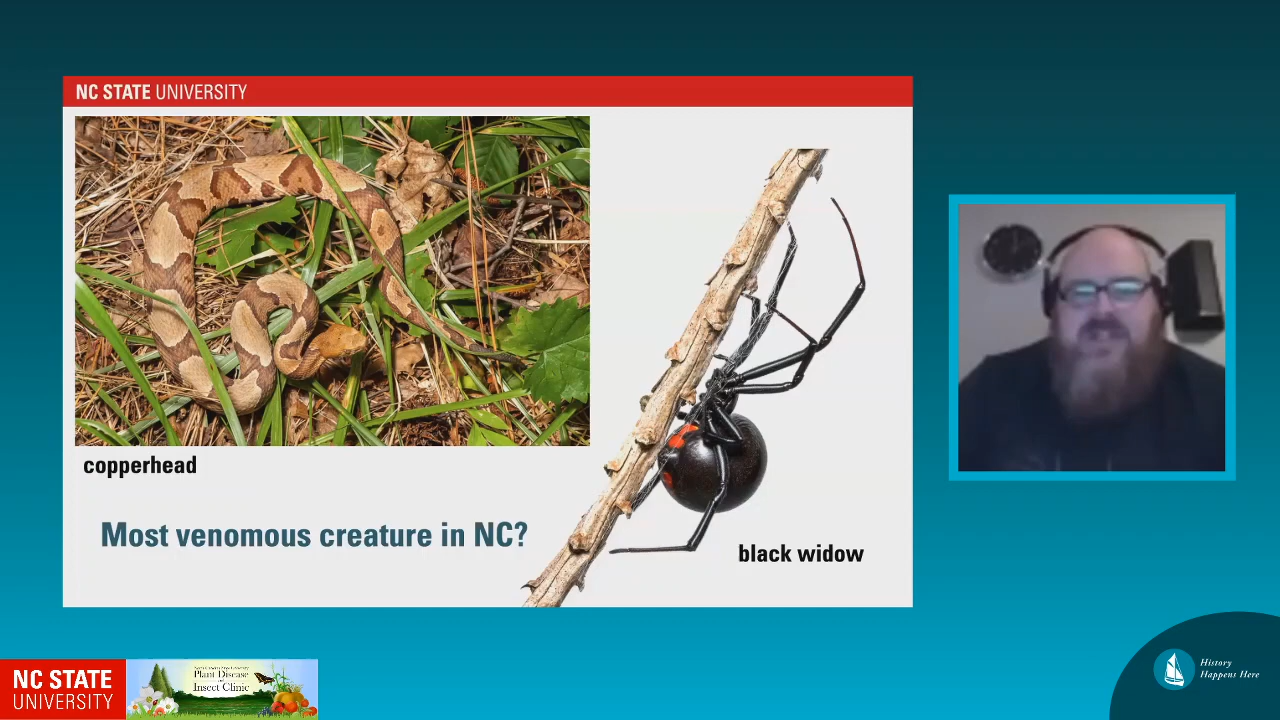 NC STATE UNIVERSITY
copperhead
Most venomous creature in NC?
black widow
NC STATE
UNIVERSITY
Plant Disease
Insect Clinic
History
Happens Here